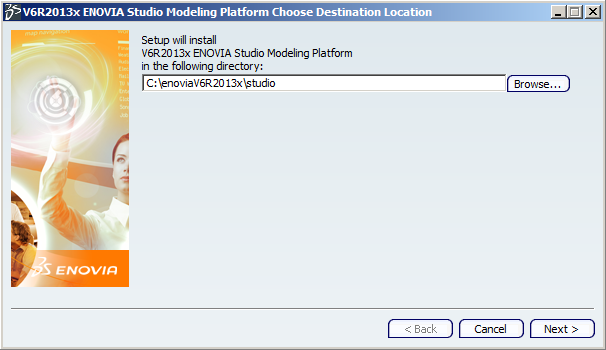 V6R2013x ENOVIA Studio Modeling Platform Choose Destination Location
Setup will install
V6R2013x ENOVIA Studio Modeling Platform
in the following directory:
C:\enoviaV6R2013x\studio
Browse...
ENOVIA
< Back
Cancel
Next >